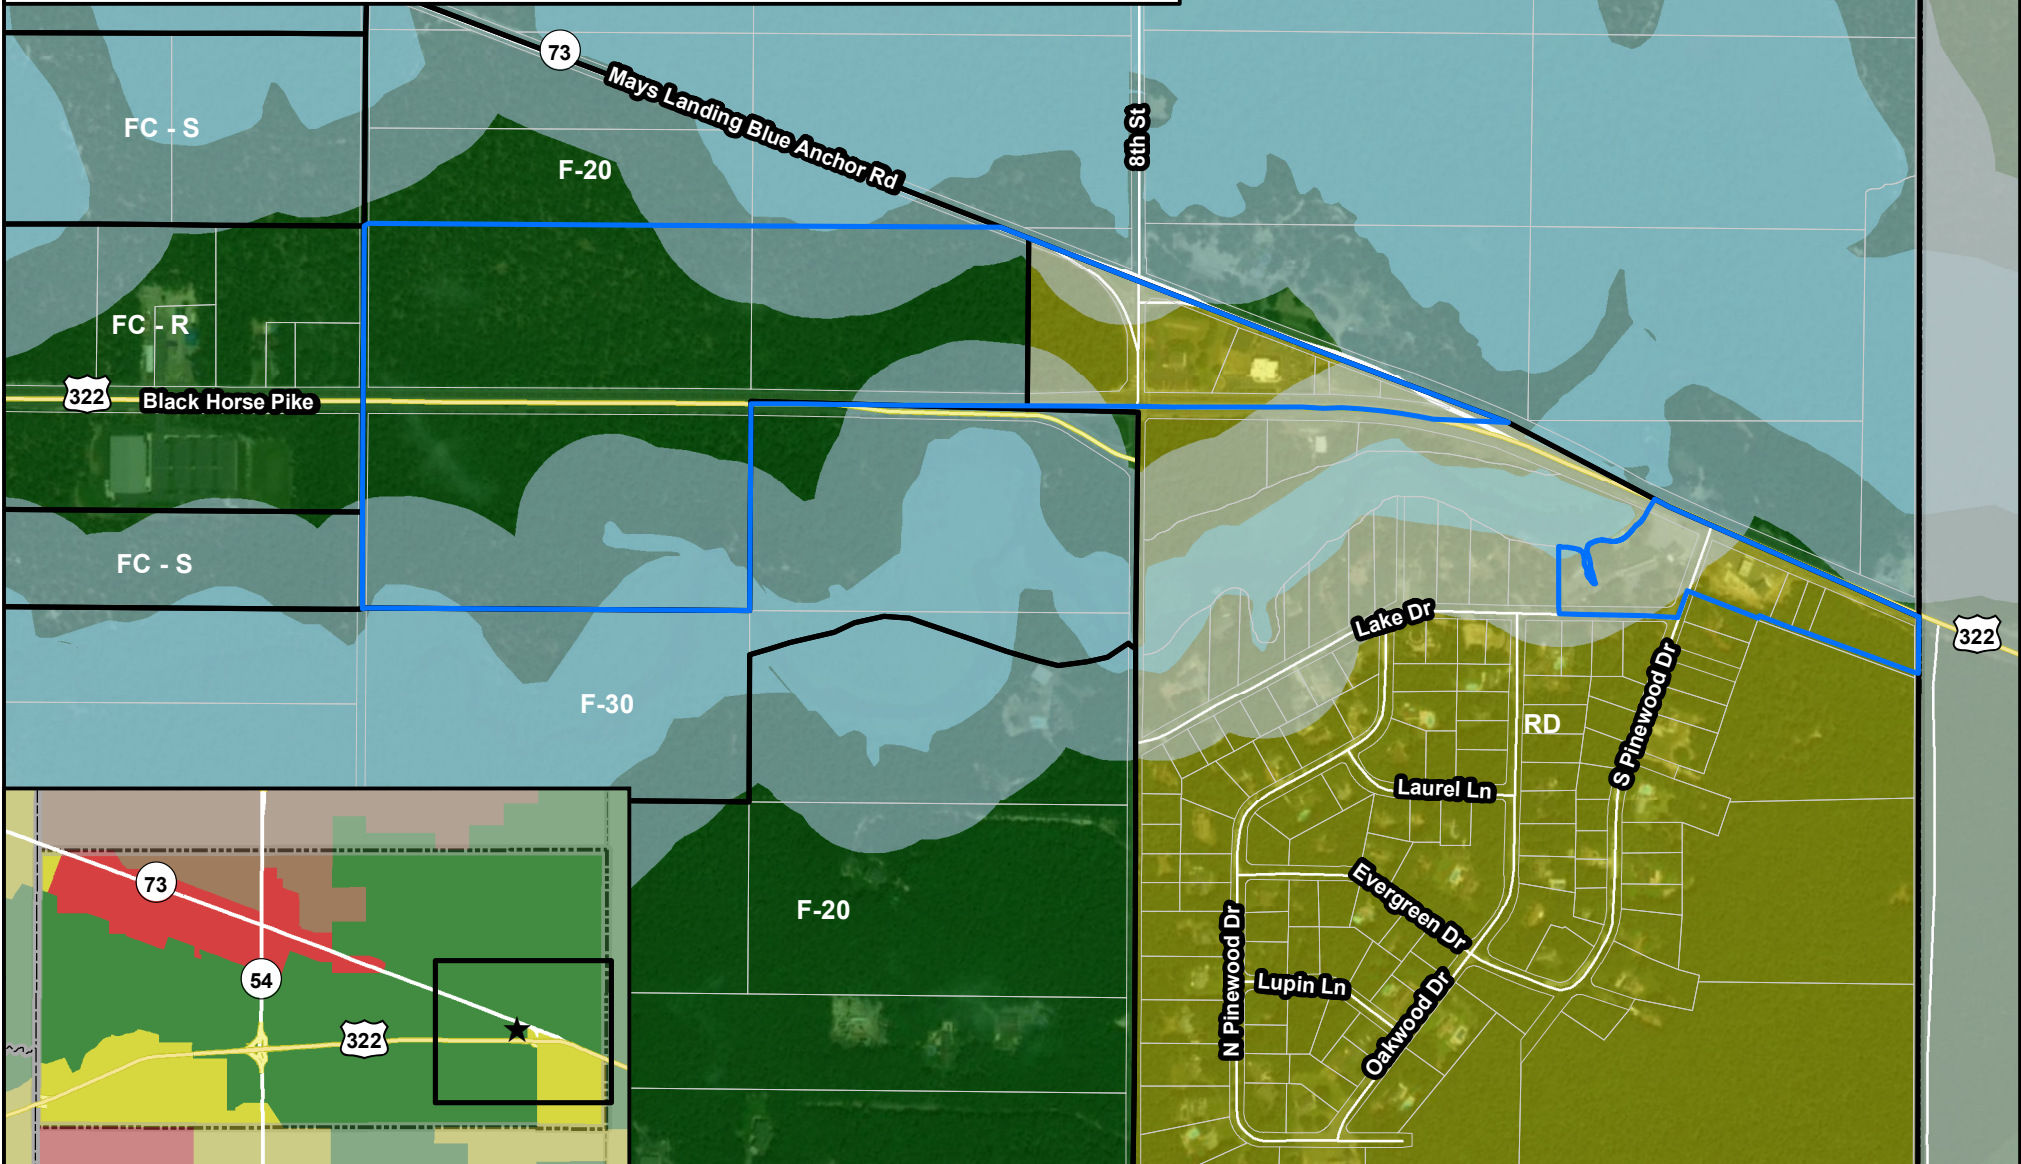 73
Mays Landing Blue Anchor Rd
8th St
FC - S
F-20
FC - R
322
Black Horse Pike
FC - S
Lake Dr
322
F-30
S Pinewood Dr
RD
Laurel Ln
73
Evergreen Dr
F-20
54
N Pinewood Dr
Lupin Ln
Oakwood Dr
322